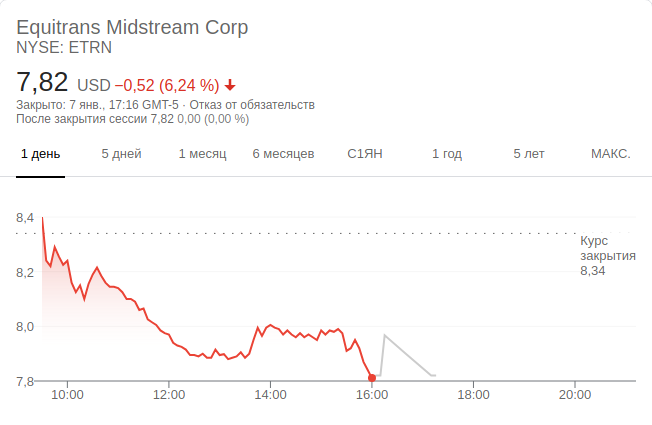 Equitrans Midstream Corp
NYSE: ETRN
7,82 USD −0,52 (6,24 %)
Закрыто: 7 янв., 17:16 GMT-5 · Отказ от обязательств
После закрытия сессии 7,82 0,00 (0,00 %)
1 день 5 дней 1 месяц 6 месяцев С1ЯН 1 год 5 лет МАКС.
8,4
Курс
закрытия
8,34
8,2
8,0
7,8
10:00 12:00 14:00 16:00 18:00 20:00